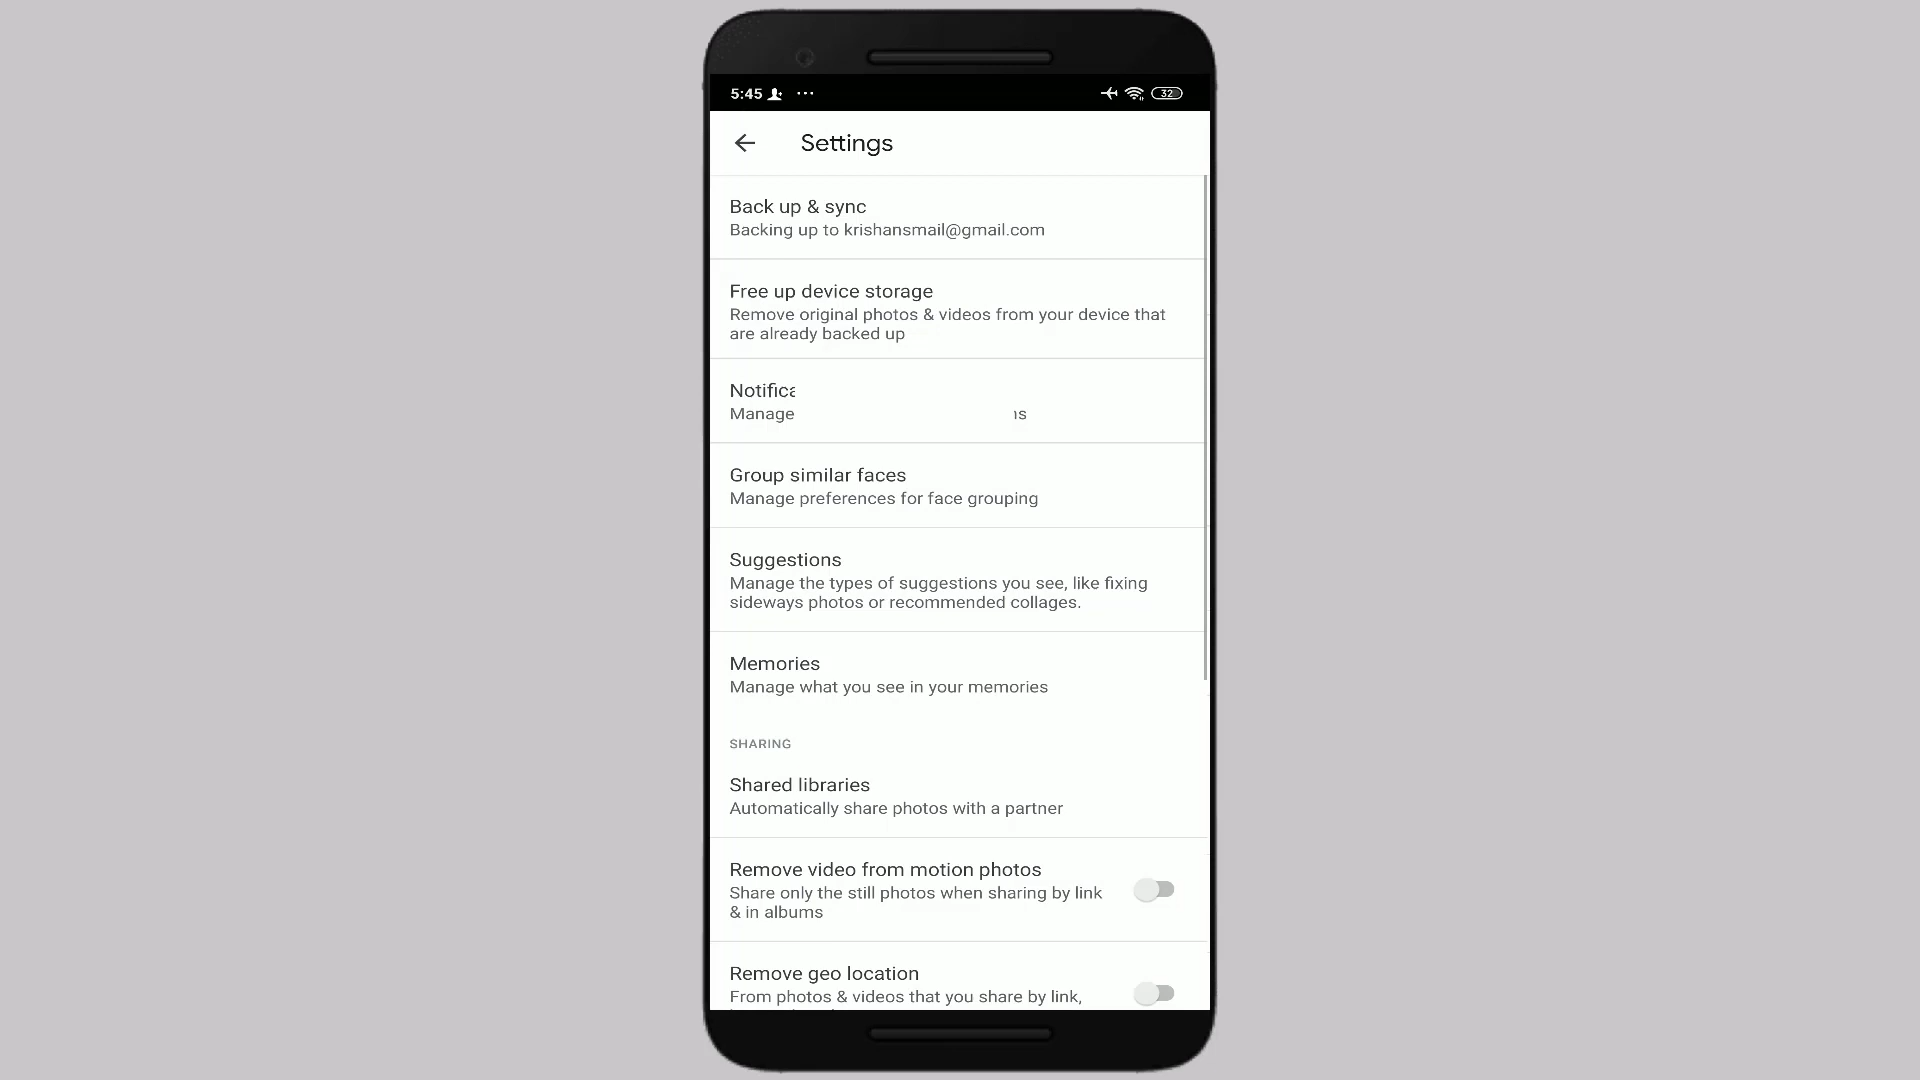 5:45
32
Settings
Back up & sync
Backing up to krishansmail@gmail.com
Free up device storage
Remove original photos & videos from your device that
are already backed up
Manage
Group similar faces
Manage preferences for face grouping
Suggestions
Manage the types of suggestions you see, like fixing
sideways photos or recommended collages.
Memories
Manage what you see in your memories
SHARING
Shared libraries
Automatically share photos with a partner
Remove video from motion photos
Share only the still photos when sharing by link
& in albums
Remove geo location
From photos & videos that you share by link,